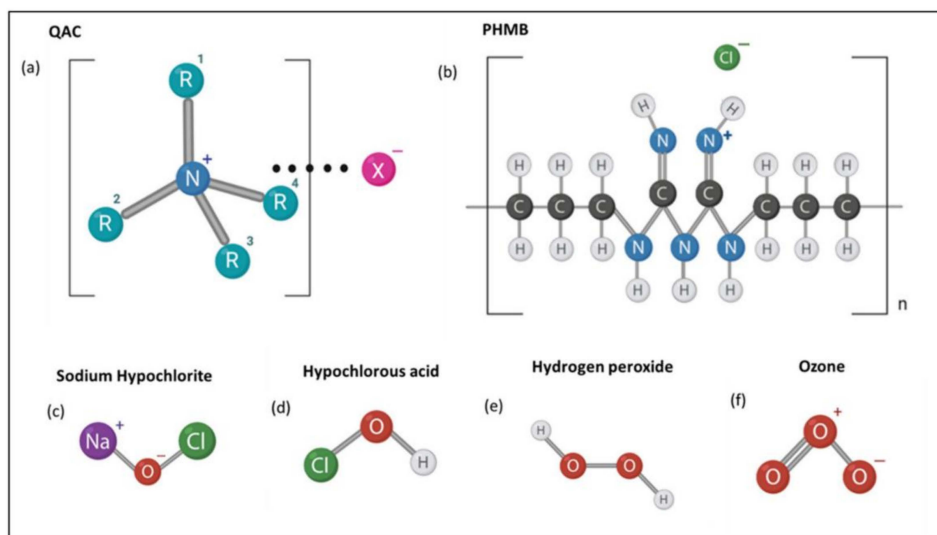 QAC
PHMB
(a)
(b)
R 1
N +
R 2
R 3
R 4
X −
Cl −
H H
N N +
H H H H H H
C C C C C C C C
H H H N N N H H H
H H H
n
Sodium Hypochlorite
Hypochlorous acid
Hydrogen peroxide
Ozone
(c)
(d)
(e)
(f)
Na +
O −
Cl
Cl
O
H
H
O
O
H
O
O +
O −